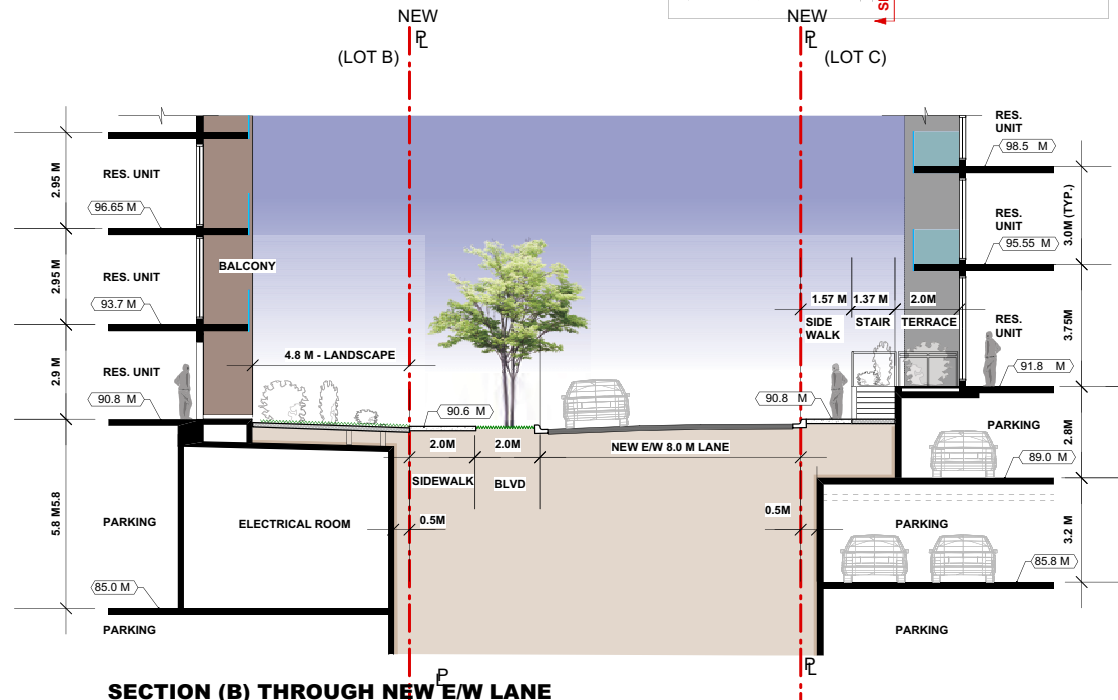 NEW
PL
(LOT B)
NEW
PL
(LOT C)
RES.
UNIT
98.5 M
2.95 M
RES. UNIT
96.65 M
3.0M (TYP.)
RES.
UNIT
95.55 M
BALCONY
2.95 M
RES. UNIT
93.7 M
1.57 M
1.37 M
2.0M
SIDE
WALK
STAIR
TERRACE
RES.
UNIT
3.75M
4.8 M - LANDSCAPE
2.9 M
RES. UNIT
91.8 M
90.8 M
90.6 M
90.8 M
PARKING
2.8M
2.0M
2.0M
NEW E/W 8.0 M LANE
89.0 M
SIDEWALK
BLVD
5.8 M5.8
PARKING
ELECTRICAL ROOM
0.5M
0.5M
PARKING
3.2 M
85.8 M
85.0 M
PARKING
PARKING
PL
PL
SECTION (B) THROUGH NEW E/W LANE